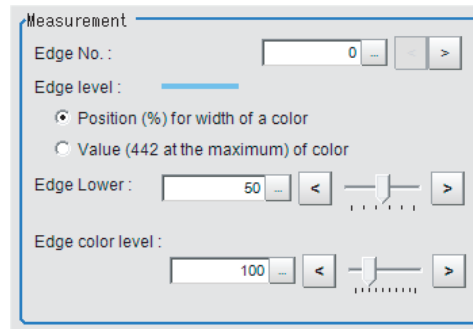 Measurement
Edge No. : 0 ... < >
Edge level :
Position (%) for width of a color
Value (442 at the maximum) of color
Edge Lower : 50 ... < >
Edge color level :
100 ... < >